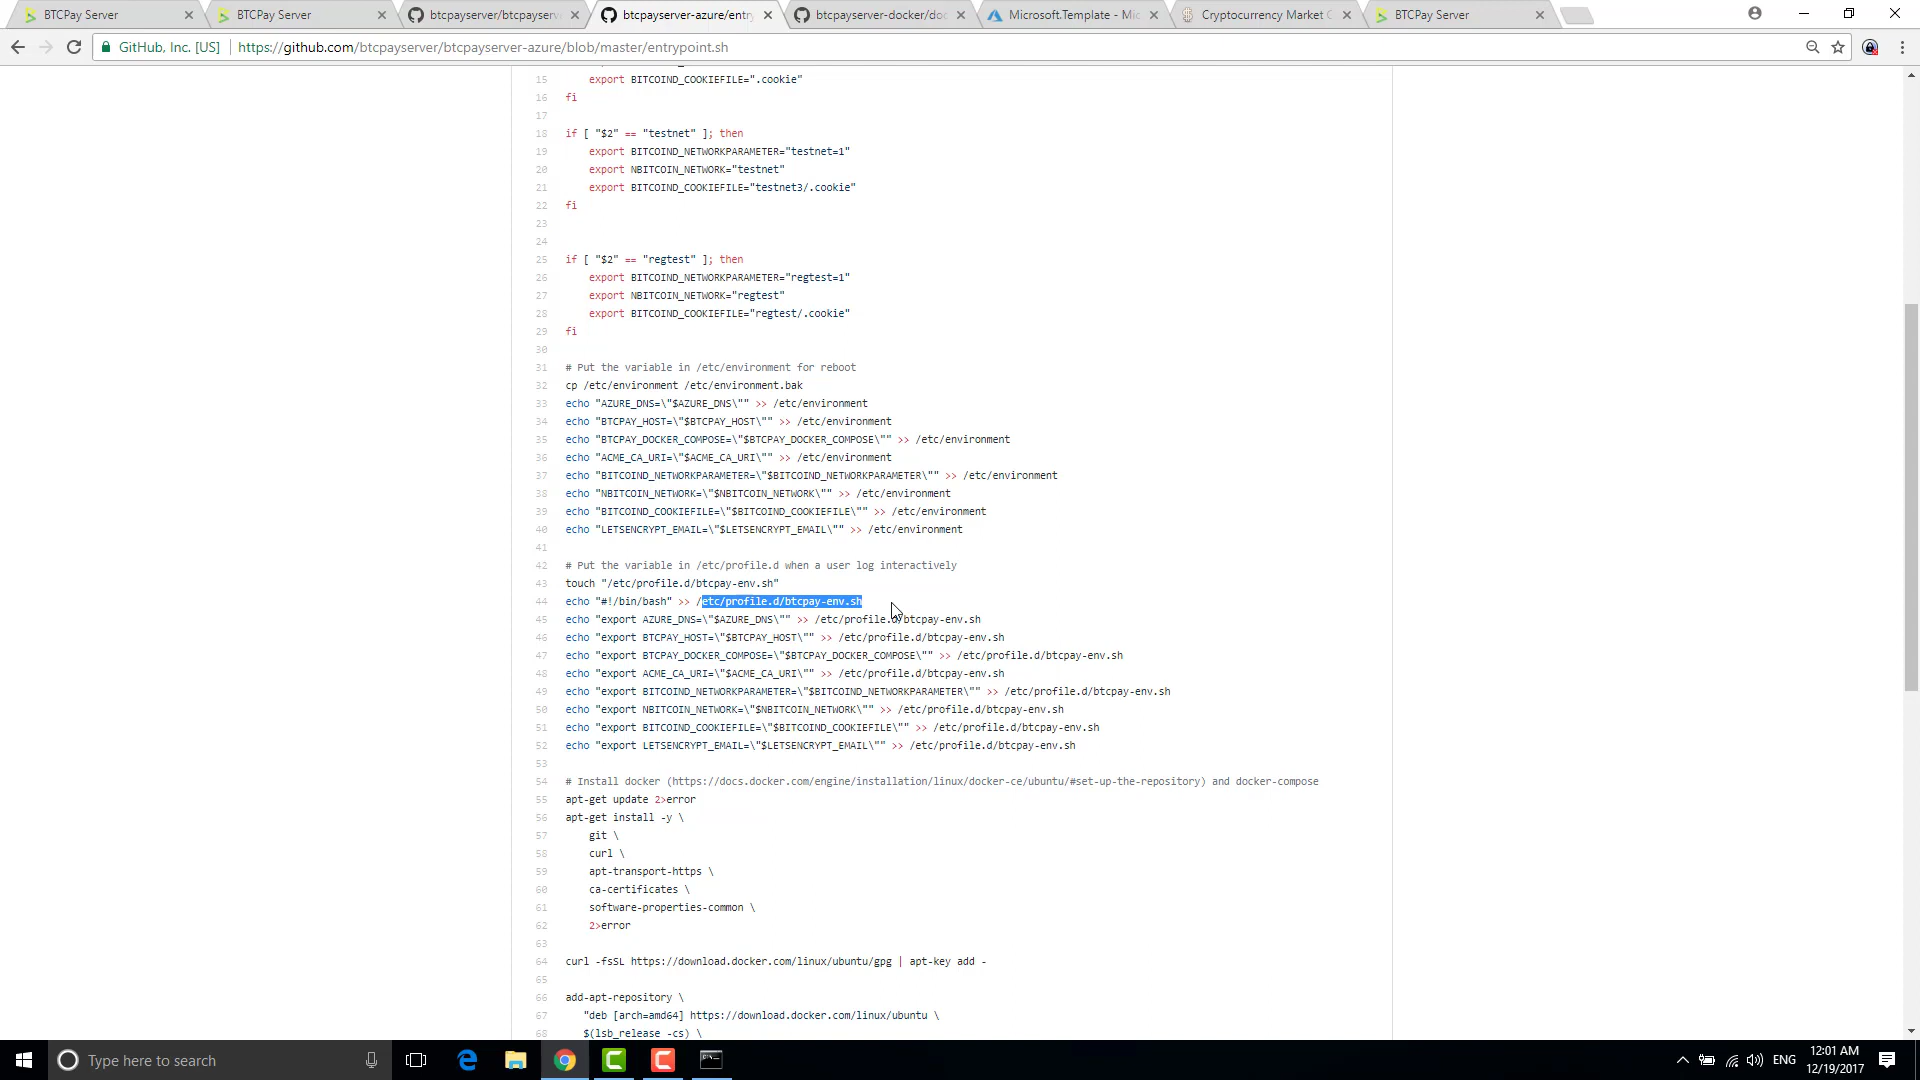 BTCPay Server
BTCPay Server
btcpayserver/btcpayserv
btcpayserver-azure/entry
btcpayserver-docker/doc
Microsoft.Template - Mic
Cryptocurrency Market C
BTCPay Server
GitHub, Inc. [US]
https://github.com/btcpayserver/btcpayserver-azure/blob/master/entrypoint.sh
15 export BITCOIND_COOKIEFILE=".cookie"
16 fi
17
18 if [ "$2" == "testnet" ]; then
19 export BITCOIND_NETWORKPARAMETER="testnet=1"
20 export NBITCOIN_NETWORK="testnet"
21 export BITCOIND_COOKIEFILE="testnet3/.cookie"
22 fi
23
24
25 if [ "$2" == "regtest" ]; then
26 export BITCOIND_NETWORKPARAMETER="regtest=1"
27 export NBITCOIN_NETWORK="regtest"
28 export BITCOIND_COOKIEFILE="regtest/.cookie"
29 fi
30
31 # Put the variable in /etc/environment for reboot
32 cp /etc/environment /etc/environment.bak
33 echo "AZURE_DNS=\"$AZURE_DNS\"" >> /etc/environment
34 echo "BTCPAY_HOST=\"$BTCPAY_HOST\"" >> /etc/environment
35 echo "BTCPAY_DOCKER_COMPOSE=\"$BTCPAY_DOCKER_COMPOSE\"" >> /etc/environment
36 echo "ACME_CA_URI=\"$ACME_CA_URI\"" >> /etc/environment
37 echo "BITCOIND_NETWORKPARAMETER=\"$BITCOIND_NETWORKPARAMETER\"" >> /etc/environment
38 echo "NBITCOIN_NETWORK=\"$NBITCOIN_NETWORK\"" >> /etc/environment
39 echo "BITCOIND_COOKIEFILE=\"$BITCOIND_COOKIEFILE\"" >> /etc/environment
40 echo "LETSENCRYPT_EMAIL=\"$LETSENCRYPT_EMAIL\"" >> /etc/environment
41
42 # Put the variable in /etc/profile.d when a user log interactively
43 touch "/etc/profile.d/btcpay-env.sh"
44 echo "#!/bin/bash" >> /etc/profile.d/btcpay-env.sh
45 echo "export AZURE_DNS=\"$AZURE_DNS\"" >> /etc/profile.d/btcpay-env.sh
46 echo "export BTCPAY_HOST=\"$BTCPAY_HOST\"" >> /etc/profile.d/btcpay-env.sh
47 echo "export BTCPAY_DOCKER_COMPOSE=\"$BTCPAY_DOCKER_COMPOSE\"" >> /etc/profile.d/btcpay-env.sh
48 echo "export ACME_CA_URI=\"$ACME_CA_URI\"" >> /etc/profile.d/btcpay-env.sh
49 echo "export BITCOIND_NETWORKPARAMETER=\"$BITCOIND_NETWORKPARAMETER\"" >> /etc/profile.d/btcpay-env.sh
50 echo "export NBITCOIN_NETWORK=\"$NBITCOIN_NETWORK\"" >> /etc/profile.d/btcpay-env.sh
51 echo "export BITCOIND_COOKIEFILE=\"$BITCOIND_COOKIEFILE\"" >> /etc/profile.d/btcpay-env.sh
52 echo "export LETSENCRYPT_EMAIL=\"$LETSENCRYPT_EMAIL\"" >> /etc/profile.d/btcpay-env.sh
53
54 # Install docker (https://docs.docker.com/engine/installation/linux/docker-ce/ubuntu/#set-up-the-repository) and docker-compose
55 apt-get update 2>error
56 apt-get install -y \
57 git \
58 curl \
59 apt-transport-https \
60 ca-certificates \
61 software-properties-common \
62 2>error
63
64 curl -fsSL https://download.docker.com/linux/ubuntu/gpg | apt-key add -
65
66 add-apt-repository \
67 "deb [arch=amd64] https://download.docker.com/linux/ubuntu \
68 $(lsb_release -cs) \
Type here to search
ENG
12:01 AM
12/19/2017